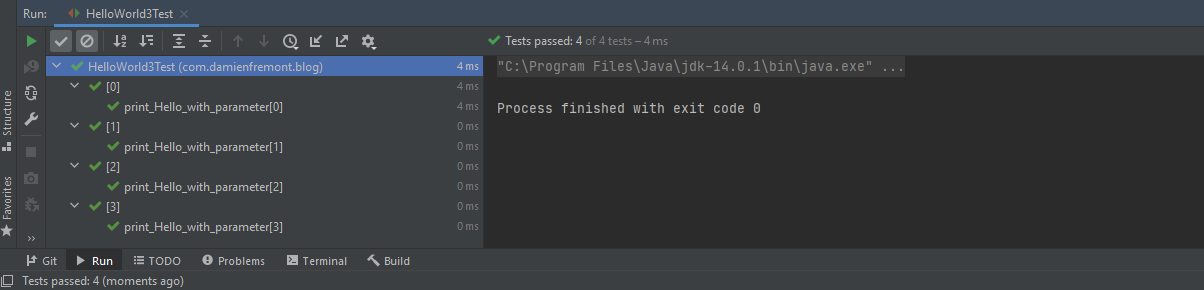 Run: HelloWorld3Test
Tests passed: 4 of 4 tests – 4 ms
HelloWorld3Test (com.damienfremont.blog) 4 ms
"C:\Program Files\Java\jdk-14.0.1\bin\java.exe" ...
[0] 4 ms
print_Hello_with_parameter[0] 4 ms
Process finished with exit code 0
[1] 0 ms
print_Hello_with_parameter[1] 0 ms
[2] 0 ms
print_Hello_with_parameter[2] 0 ms
[3] 0 ms
print_Hello_with_parameter[3] 0 ms
Structure
Favorites
Git Run TODO Problems Terminal Build
Tests passed: 4 (moments ago)